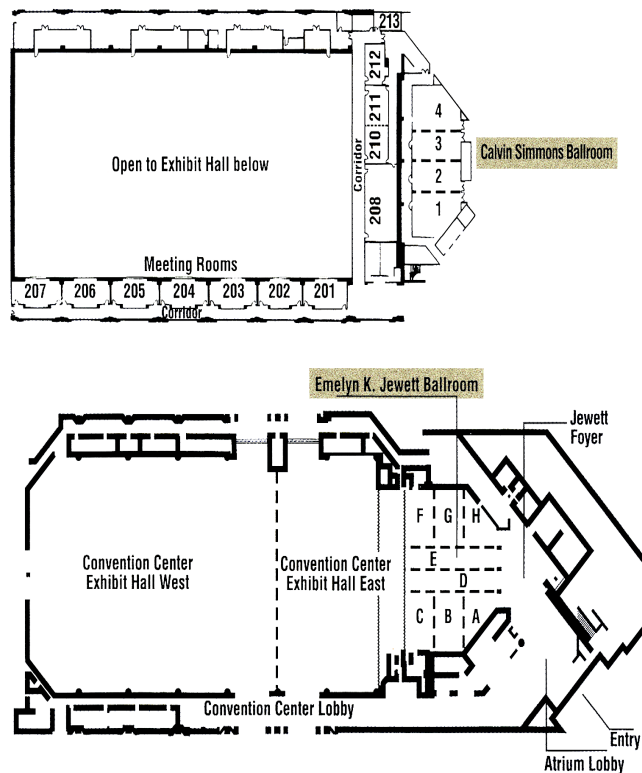 213
212
211
210
208
Corridor
4
3
2
1
Calvin Simmons Ballroom
Open to Exhibit Hall below
Meeting Rooms
207 206 205 204 203 202 201
Corridor
Emelyn K. Jewett Ballroom
Jewett
Foyer
F G H
E
D
C B A
Convention Center
Exhibit Hall West
Convention Center
Exhibit Hall East
Convention Center Lobby
Entry
Atrium Lobby